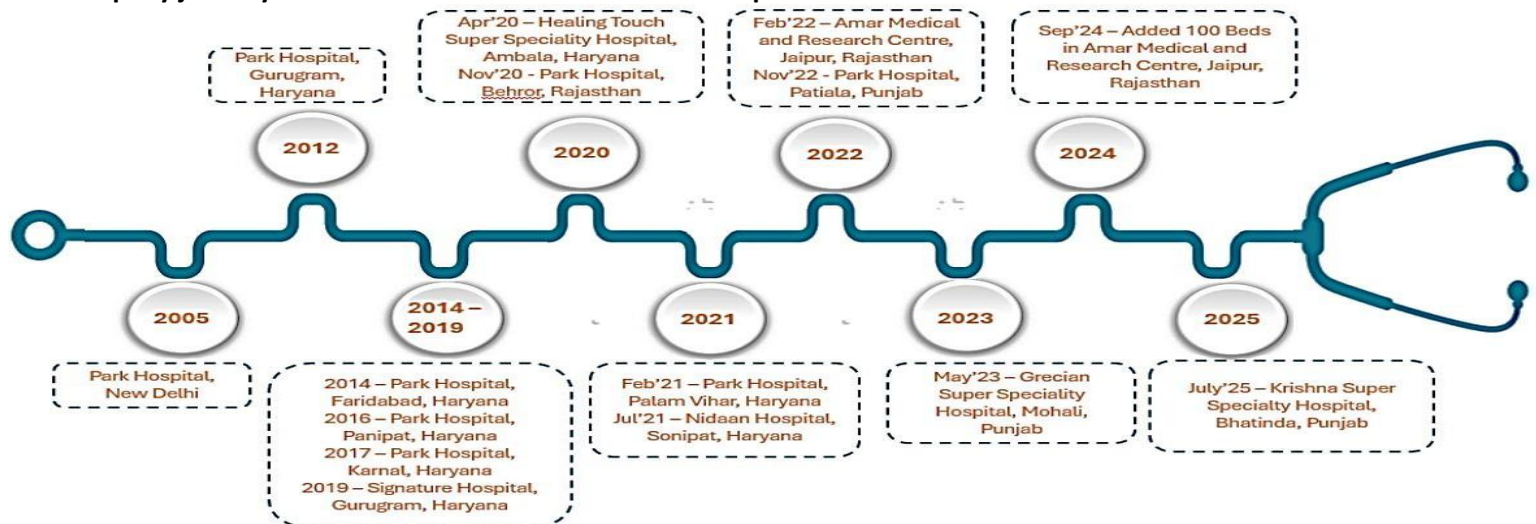 Park Hospital,
Gurugram,
Haryana
Apr'20 – Healing Touch
Super Speciality Hospital,
Ambala, Haryana
Nov'20 - Park Hospital,
Behror, Rajasthan
Feb'22 – Amar Medical
and Research Centre,
Jaipur, Rajasthan
Nov'22 - Park Hospital,
Patiala, Punjab
Sep'24 – Added 100 Beds
in Amar Medical and
Research Centre, Jaipur,
Rajasthan
2012
2020
2022
2024
2005
2014 –
2019
2021
2023
2025
Park Hospital,
New Delhi
2014 – Park Hospital,
Faridabad, Haryana
2016 – Park Hospital,
Panipat, Haryana
2017 – Park Hospital,
Karnal, Haryana
2019 – Signature Hospital,
Gurugram, Haryana
Feb'21 – Park Hospital,
Palam Vihar, Haryana
Jul'21 – Nidaan Hospital,
Sonipat, Haryana
May'23 – Grecian
Super Speciality
Hospital, Mohali,
Punjab
July'25 – Krishna Super
Specialty Hospital,
Bhatinda, Punjab